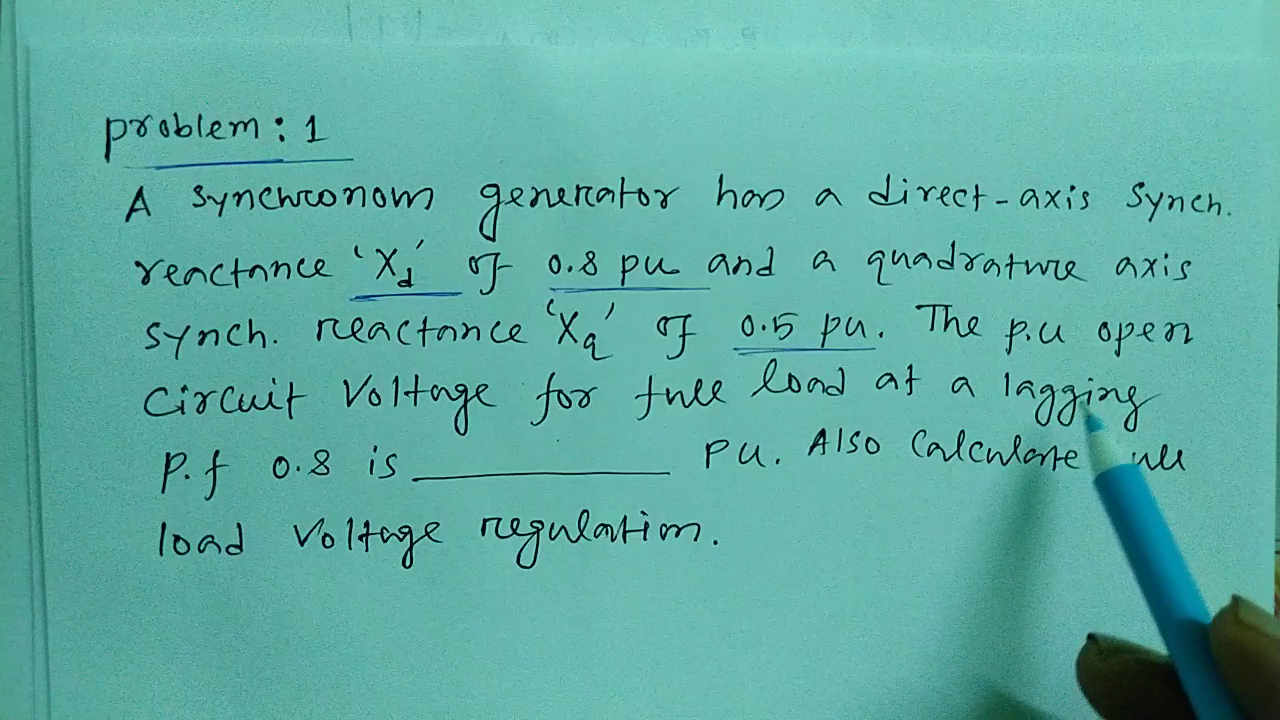 problem : 1
A synchronous generator has a direct-axis synch.
reactance 'Xd' of 0.8 pu and a quadrature axis
synch. reactance 'Xq' of 0.5 pu. The p.u open
circuit voltage for full load at a lagging
p.f 0.8 is __________ pu. Also calculate
load voltage regulation.